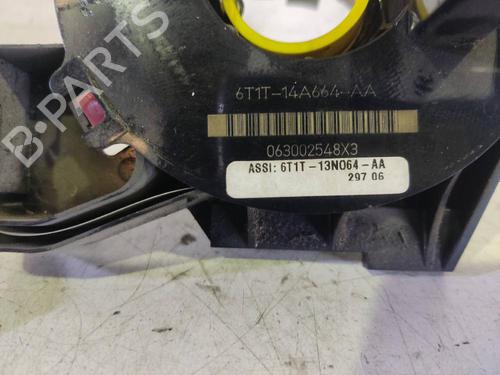 B-PARTS
6T1T-14A664-AA
063002548X3
ASSI: 6T1T-13N064-AA
297 06